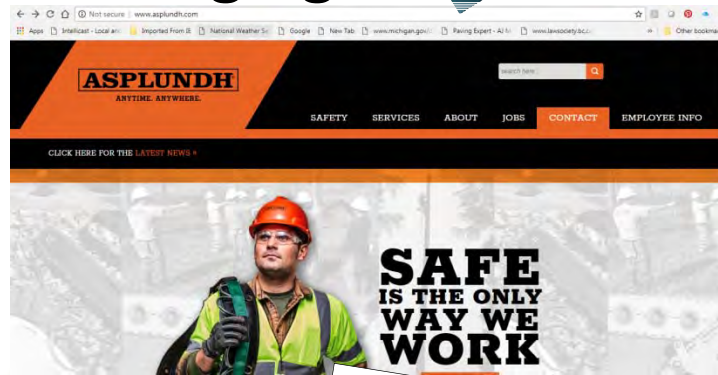 Not secure | www.asplundh.com
Apps Intellicast - Local and Imported From IE National Weather Se Google New Tab www.michigan.gov/ Paving Expert - AJ M www.lawsociety.bc.c » Other bookma
ASPLUNDH
ANYTIME. ANYWHERE.
search here
SAFETY SERVICES ABOUT JOBS CONTACT EMPLOYEE INFO
CLICK HERE FOR THE LATEST NEWS »
SAFE
IS THE ONLY
WAY WE
WORK